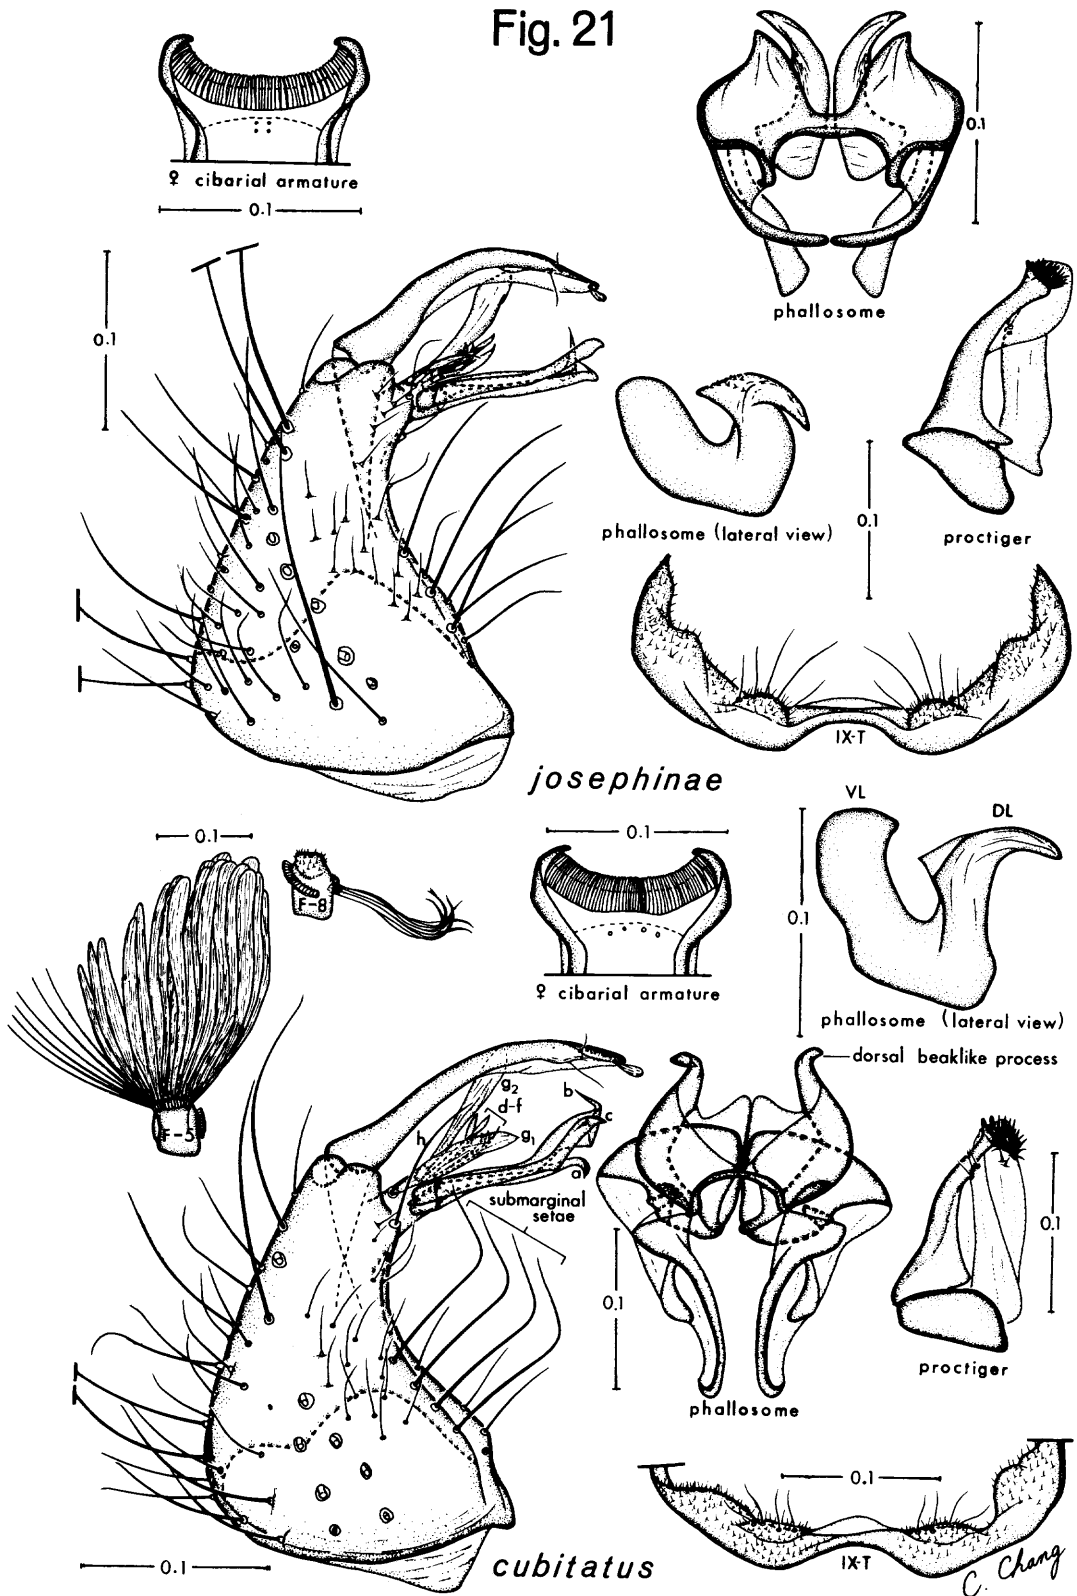 Fig. 21
♀ cibarial armature
0.1
0.1
phallosome
0.1
phallosome (lateral view)
0.1
proctiger
IX-T
josephinae
0.1
F-8
F-5
0.1
♀ cibarial armature
VL
DL
0.1
phallosome (lateral view)
dorsal beaklike process
g2
d-f
b
c
h
g1
a
submarginal
setae
0.1
phallosome
0.1
proctiger
0.1
IX-T
0.1
cubitatus
C. Chang